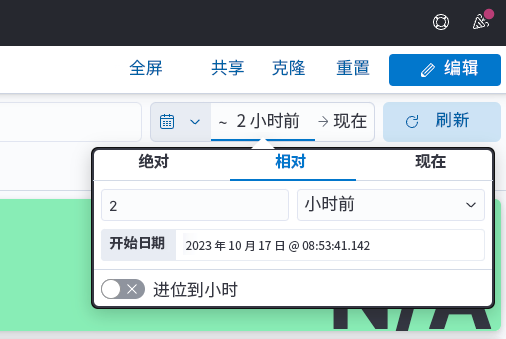 全屏 共享 克隆 重置 编辑
~ 2 小时前 → 现在 刷新
绝对 相对 现在
2 小时前
开始日期 2023 年 10 月 17 日 @ 08:53:41.142
进位到小时
N/A